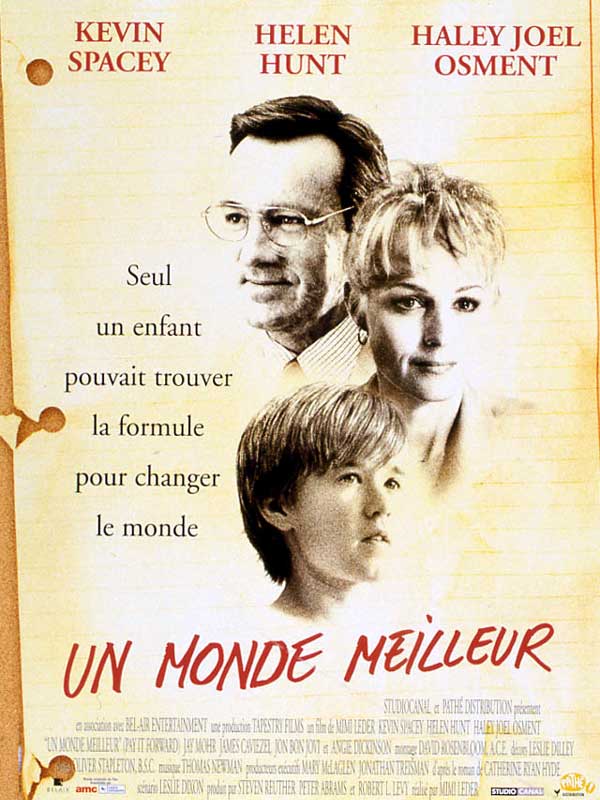 KEVIN SPACEY
HELEN HUNT
HALEY JOEL OSMENT
Seul
un enfant
pouvait trouver
la formule
pour changer
le monde
UN MONDE MEILLEUR
STUDIOCANAL et PATHÉ DISTRIBUTION présentent
en association avec BEL-AIR ENTERTAINMENT une production TAPESTRY FILMS un film de MIMI LEDER KEVIN SPACEY HELEN HUNT HALEY JOEL OSMENT
"UN MONDE MEILLEUR" (PAY IT FORWARD) JAY MOHR JAMES CAVIEZEL JON BON JOVI et ANGIE DICKINSON montage DAVID ROSENBLOOM, A.C.E. décors LESLIE DILLEY
OLIVER STAPLETON, B.S.C. musique THOMAS NEWMAN producteurs exécutifs MARY McLAGLEN JONATHAN TREISMAN d'après le roman de CATHERINE RYAN HYDE
scénario LESLIE DIXON produit par STEVEN REUTHER PETER ABRAMS et ROBERT L. LEVY réalisé par MIMI LEDER
BEL AIR
amc
STUDIO CANAL
PATHÉ!
DISTRIBUTION